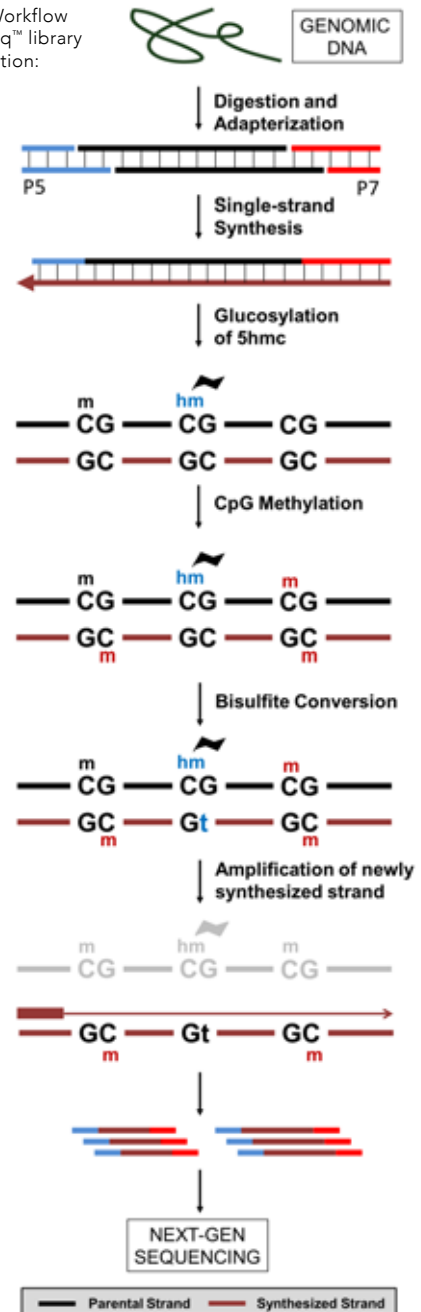 Workflow
q™ library
tion:
GENOMIC
DNA
Digestion and
Adapterization
P5
P7
Single-strand
Synthesis
Glucosylation
of 5hmc
m hm
CG CG CG
GC GC GC
CpG Methylation
m hm m
CG CG CG
GC GC GC
m m
Bisulfite Conversion
m hm m
CG CG CG
GC Gt GC
m m
Amplification of newly
synthesized strand
m hm m
CG CG CG
GC Gt GC
m m
NEXT-GEN
SEQUENCING
Parental Strand Synthesized Strand